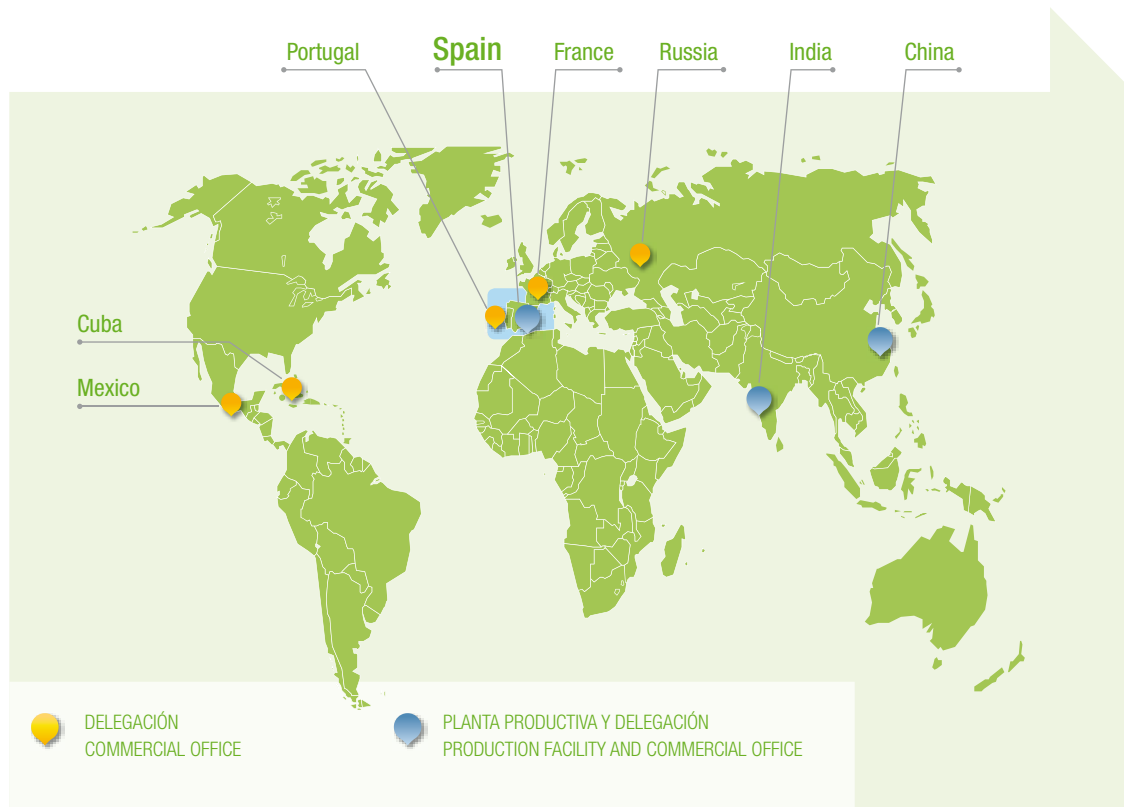 Portugal
Spain
France
Russia
India
China
Cuba
Mexico
DELEGACIÓN
COMMERCIAL OFFICE
PLANTA PRODUCTIVA Y DELEGACIÓN
PRODUCTION FACILITY AND COMMERCIAL OFFICE